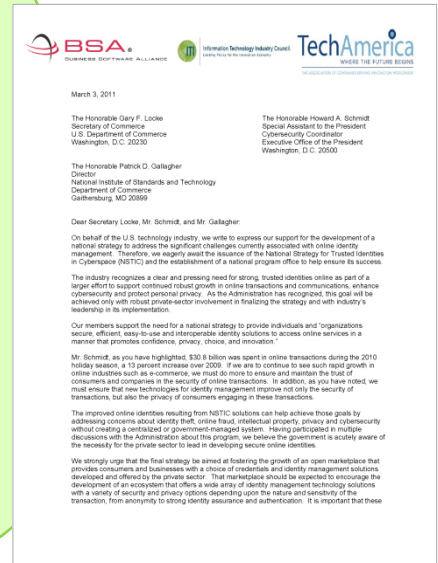 BSA®
BUSINESS SOFTWARE ALLIANCE
iTi
Information Technology Industry Council
TechAmerica
WHERE THE FUTURE BEGINS
March 3, 2011
The Honorable Gary F. Locke
Secretary of Commerce
U.S. Department of Commerce
Washington, D.C. 20230
The Honorable Howard A. Schmidt
Special Assistant to the President
Cybersecurity Coordinator
Executive Office of the President
Washington, D.C. 20500
The Honorable Patrick D. Gallagher
Director
National Institute of Standards and Technology
Department of Commerce
Gaithersburg, MD 20899
Dear Secretary Locke, Mr. Schmidt, and Mr. Gallagher:
On behalf of the U.S. technology industry, we write to express our support for the development of a
national strategy to address the significant challenges currently associated with online identity
management. Therefore, we eagerly await the issuance of the National Strategy for Trusted Identities
in Cyberspace (NSTIC) and the establishment of a national program office to help ensure its success.
The industry recognizes a clear and pressing need for strong, trusted identities online as part of a
larger effort to support continued robust growth in online transactions and communications, enhance
cybersecurity and protect personal privacy. As the Administration has recognized, this goal will be
achieved only with robust private-sector involvement in finalizing the strategy and with industry's
leadership in its implementation.
Our members support the need for a national strategy to provide individuals and "organizations
secure, efficient, easy-to-use and interoperable identity solutions to access online services in a
manner that promotes confidence, privacy, choice, and innovation."
Mr. Schmidt, as you have highlighted, $30.8 billion was spent in online transactions during the 2010
holiday season, a 13 percent increase over 2009. If we are to continue to see such rapid growth in
online industries such as e-commerce, we must do more to ensure and maintain the trust of
consumers and companies in the security of online transactions. In addition, as you have noted, we
must ensure that new technologies for identity management improve not only the security of
transactions, but also the privacy of consumers engaging in these transactions.
The improved online identities resulting from NSTIC solutions can help achieve those goals by
addressing concerns about identity theft, online fraud, intellectual property, privacy and cybersecurity
without creating a centralized or government-managed system. Having participated in multiple
discussions with the Administration about this program, we believe the government is acutely aware of
the necessity for the private sector to lead in developing secure online identities.
We strongly urge that the final strategy be aimed at fostering the growth of an open marketplace that
provides consumers and businesses with a choice of credentials and identity management solutions
developed and offered by the private sector. That marketplace should be expected to encourage the
development of an ecosystem that offers a wide array of identity management technology solutions
with a variety of security and privacy options depending upon the nature and sensitivity of the
transaction, from anonymity to strong identity assurance and authentication. It is important that these